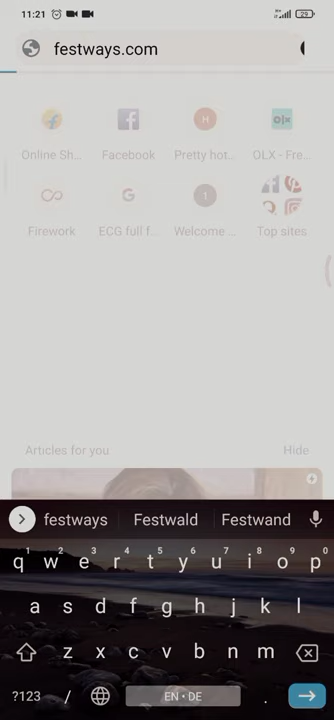 11:21
29
festways.com
Online Sh... Facebook Pretty hot... OLX - Fre...
Firework ECG full f... Welcome ... Top sites
Articles for you Hide
festways Festwald Festwand
1 2 3 4 5 6 7 8 9 0
q w e r t y u i o p
a s d f g h j k l
z x c v b n m
?123 / EN • DE .